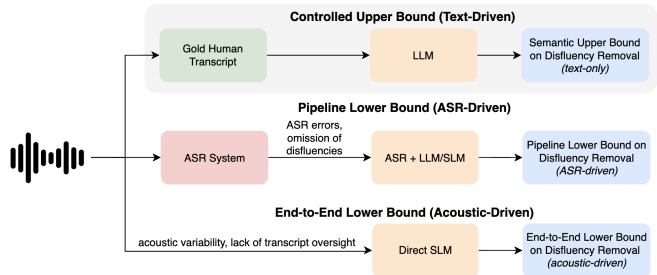 Controlled Upper Bound (Text-Driven)
Gold Human
Transcript
LLM
Semantic Upper Bound
on Disfluency Removal
(text-only)
Pipeline Lower Bound (ASR-Driven)
ASR System
ASR errors,
omission of
disfluencies
ASR + LLM/SLM
Pipeline Lower Bound on
Disfluency Removal
(ASR-driven)
End-to-End Lower Bound (Acoustic-Driven)
acoustic variability, lack of transcript oversight
Direct SLM
End-to-End Lower Bound
on Disfluency Removal
(acoustic-driven)